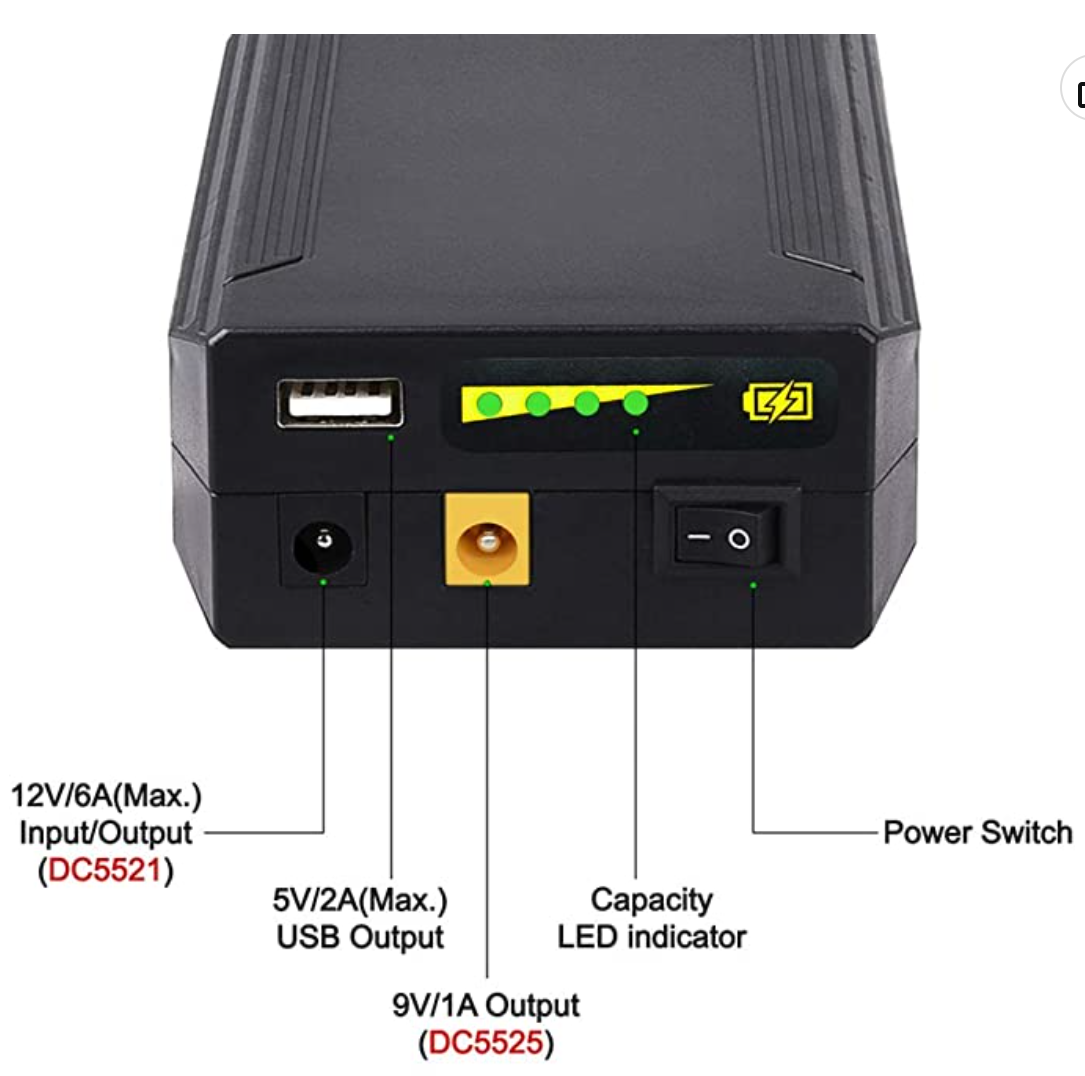 12V/6A(Max.)
Input/Output
(DC5521)
5V/2A(Max.)
USB Output
9V/1A Output
(DC5525)
Capacity
LED indicator
Power Switch